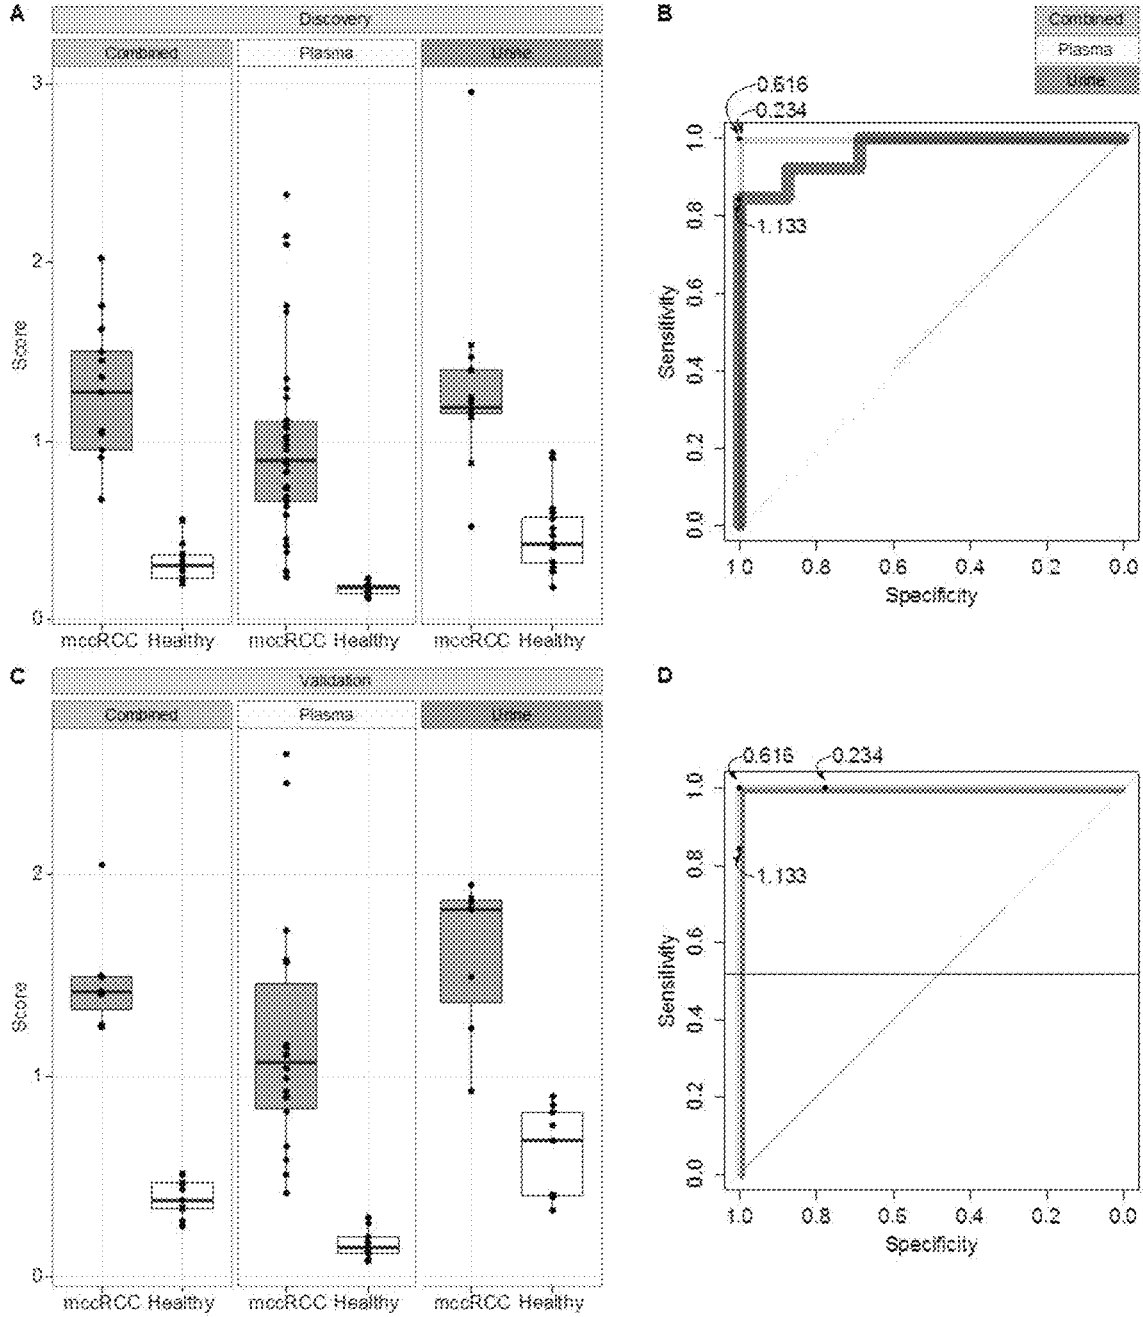 A
Discovery
Combined Plasma Urine
3
2
1
0
Score
mccRCC Healthy mccRCC Healthy mccRCC Healthy
B
Combined
Plasma
Urine
0.616
0.234
1.133
1.0
0.8
0.6
0.4
0.2
0.0
Sensitivity
1.0 0.8 0.6 0.4 0.2 0.0
Specificity
C
Validation
Combined Plasma Urine
2
1
0
Score
mccRCC Healthy mccRCC Healthy mccRCC Healthy
D
0.616 0.234
1.133
1.0
0.8
0.6
0.4
0.2
0.0
Sensitivity
1.0 0.8 0.6 0.4 0.2 0.0
Specificity